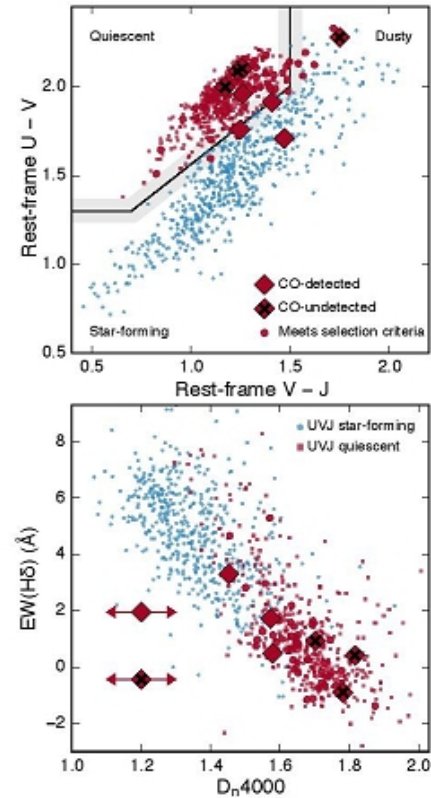 Quiescent
Dusty
2.0
1.5
1.0
0.5
Rest-frame U − V
CO-detected
CO-undetected
Meets selection criteria
Star-forming
0.5 1.0 1.5 2.0
Rest-frame V − J
UVJ star-forming
UVJ quiescent
8
6
4
2
0
−2
EW(Hδ) (Å)
1.0 1.2 1.4 1.6 1.8 2.0
Dn4000